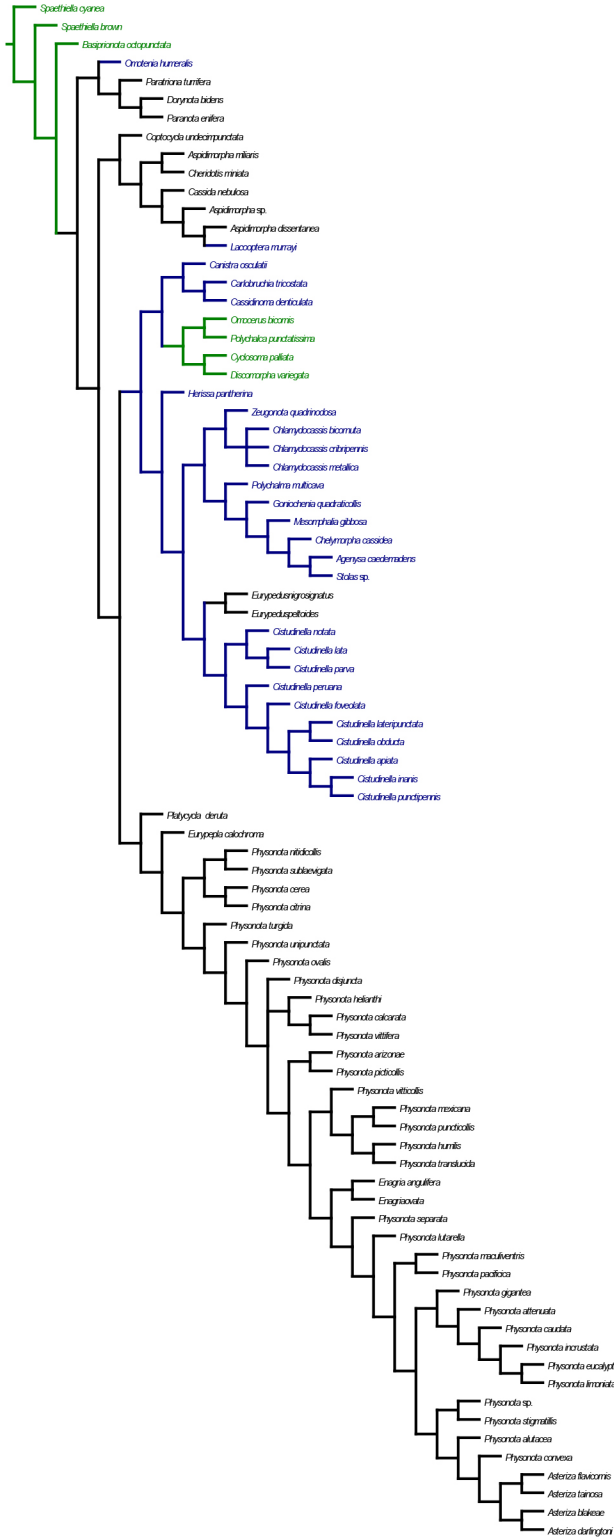 Spaethiella cyanea
Spaethiella brown
Basiprionota octopunctata
Omotenia humeralis
Paratriona turrifera
Dorynota bidens
Paranota enifera
Coptocycla undecimpunctata
Aspidimorpha miliaris
Cheridotis miniata
Cassida nebulosa
Aspidimorpha sp.
Aspidimorpha dissentanea
Lacooptera murrayi
Canistra osculatii
Carlobruchia tricostata
Cassidinoma denticulata
Omocerus bicornis
Polychalca punctatissima
Cyclosoma palliata
Discomorpha variegata
Herissa pantherina
Zeugonota quadrinodosa
Chlamydocassis bicornuta
Chlamydocassis cribripennis
Chlamydocassis metallica
Polychalma multicava
Goniochenia quadraticollis
Mesomphalia gibbosa
Chelymorpha cassidea
Agenysa caedemadens
Stolas sp.
Eurypedusnigrosignatus
Eurypeduspeltoides
Cistudinella notata
Cistudinella lata
Cistudinella parva
Cistudinella peruana
Cistudinella foveolata
Cistudinella lateripunctata
Cistudinella obducta
Cistudinella apiata
Cistudinella inanis
Cistudinella punctipennis
Platycycla deruta
Eurypepla calochroma
Physonota nitidicollis
Physonota sublaevigata
Physonota cerea
Physonota citrina
Physonota turgida
Physonota unipunctata
Physonota ovalis
Physonota disjuncta
Physonota helianthi
Physonota calcarata
Physonota vittifera
Physonota arizonae
Physonota picticollis
Physonota vitticollis
Physonota mexicana
Physonota puncticollis
Physonota humilis
Physonota translucida
Enagria angulifera
Enagriaovata
Physonota separata
Physonota lutarella
Physonota maculiventris
Physonota pacificica
Physonota gigantea
Physonota attenuata
Physonota caudata
Physonota incrustata
Physonota eucalypt
Physonota limoniata
Physonota sp.
Physonota stigmatilis
Physonota alutacea
Physonota convexa
Asteriza flavicornis
Asteriza tainosa
Asteriza blakeae
Asteriza darlingtoni